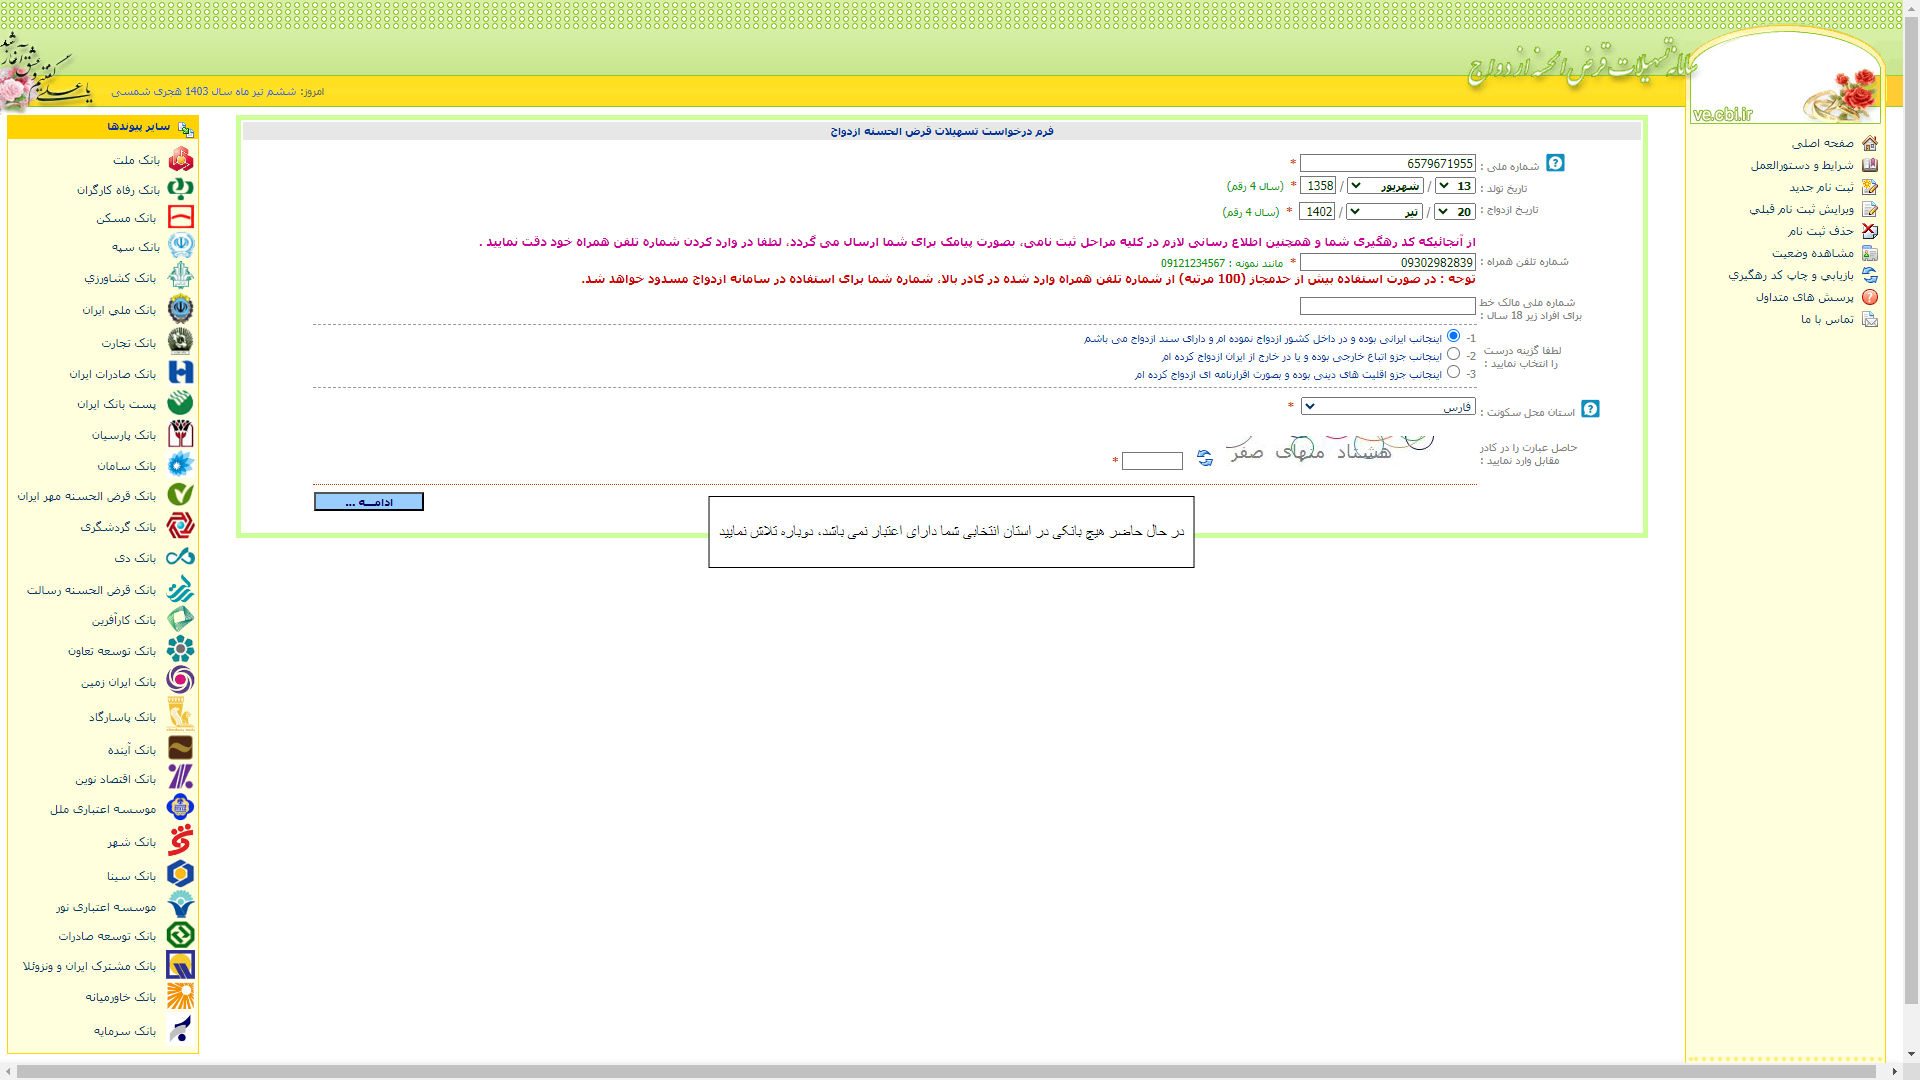 سامانه تسهیلات قرض الحسنه ازدواج
ve.cbi.ir
امروز: ششم تیر ماه سال 1403 هجری شمسی
صفحه اصلی
شرایط و دستورالعمل
ثبت نام جدید
ویرایش ثبت نام قبلي
حذف ثبت نام
مشاهده وضعیت
بازيابي و چاپ کد رهگيري
پرسش های متداول
تماس با ما
فرم درخواست تسهیلات قرض الحسنه ازدواج
شماره ملی : 6579671955 *
تاریخ تولد : 13 / شهریور / 1358 * (سال 4 رقم)
تاریخ ازدواج : 20 / تیر / 1402 * (سال 4 رقم)
از آنجائیکه کد رهگیری شما و همچنین اطلاع رسانی لازم در کلیه مراحل ثبت نامی، بصورت پیامک برای شما ارسال می گردد، لطفا در وارد کردن شماره تلفن همراه خود دقت نمایید .
شماره تلفن همراه : 09302982839 * مانند نمونه : 09121234567
توجه : در صورت استفاده بیش از حدمجاز (100 مرتبه) از شماره تلفن همراه وارد شده در کادر بالا، شماره شما برای استفاده در سامانه ازدواج مسدود خواهد شد.
شماره ملی مالک خط
برای افراد زیر 18 سال :
لطفا گزینه درست
را انتخاب نمایید :
1- اینجانب ایرانی بوده و در داخل کشور ازدواج نموده ام و دارای سند ازدواج می باشم
2- اینجانب جزو اتباع خارجی بوده و یا در خارج از ایران ازدواج کرده ام
3- اینجانب جزو اقلیت های دینی بوده و بصورت اقرارنامه ای ازدواج کرده ام
استان محل سکونت : فارس *
حاصل عبارت را در کادر
مقابل وارد نمایید :
هشتاد منهای صفر *
ادامـــه ...
در حال حاضر هیچ بانکی در استان انتخابی شما دارای اعتبار نمی باشد، دوباره تلاش نمایید
سایر پیوندها
بانک ملت
بانک رفاه کارگران
بانک مسکن
بانک سپه
بانک کشاورزي
بانک ملي ايران
بانک تجارت
بانک صادرات ایران
پست بانک ایران
بانک پارسیان
بانک سامان
بانک قرض الحسنه مهر ایران
بانک گردشگری
بانک دی
بانک قرض الحسنه رسالت
بانک کارآفرین
بانک توسعه تعاون
بانک ایران زمین
بانک پاسارگاد
بانک آینده
بانک اقتصاد نوین
موسسه اعتباری ملل
بانک شهر
بانک سینا
موسسه اعتباری نور
بانک توسعه صادرات
بانک مشترک ایران و ونزوئلا
بانک خاورمیانه
بانک سرمایه